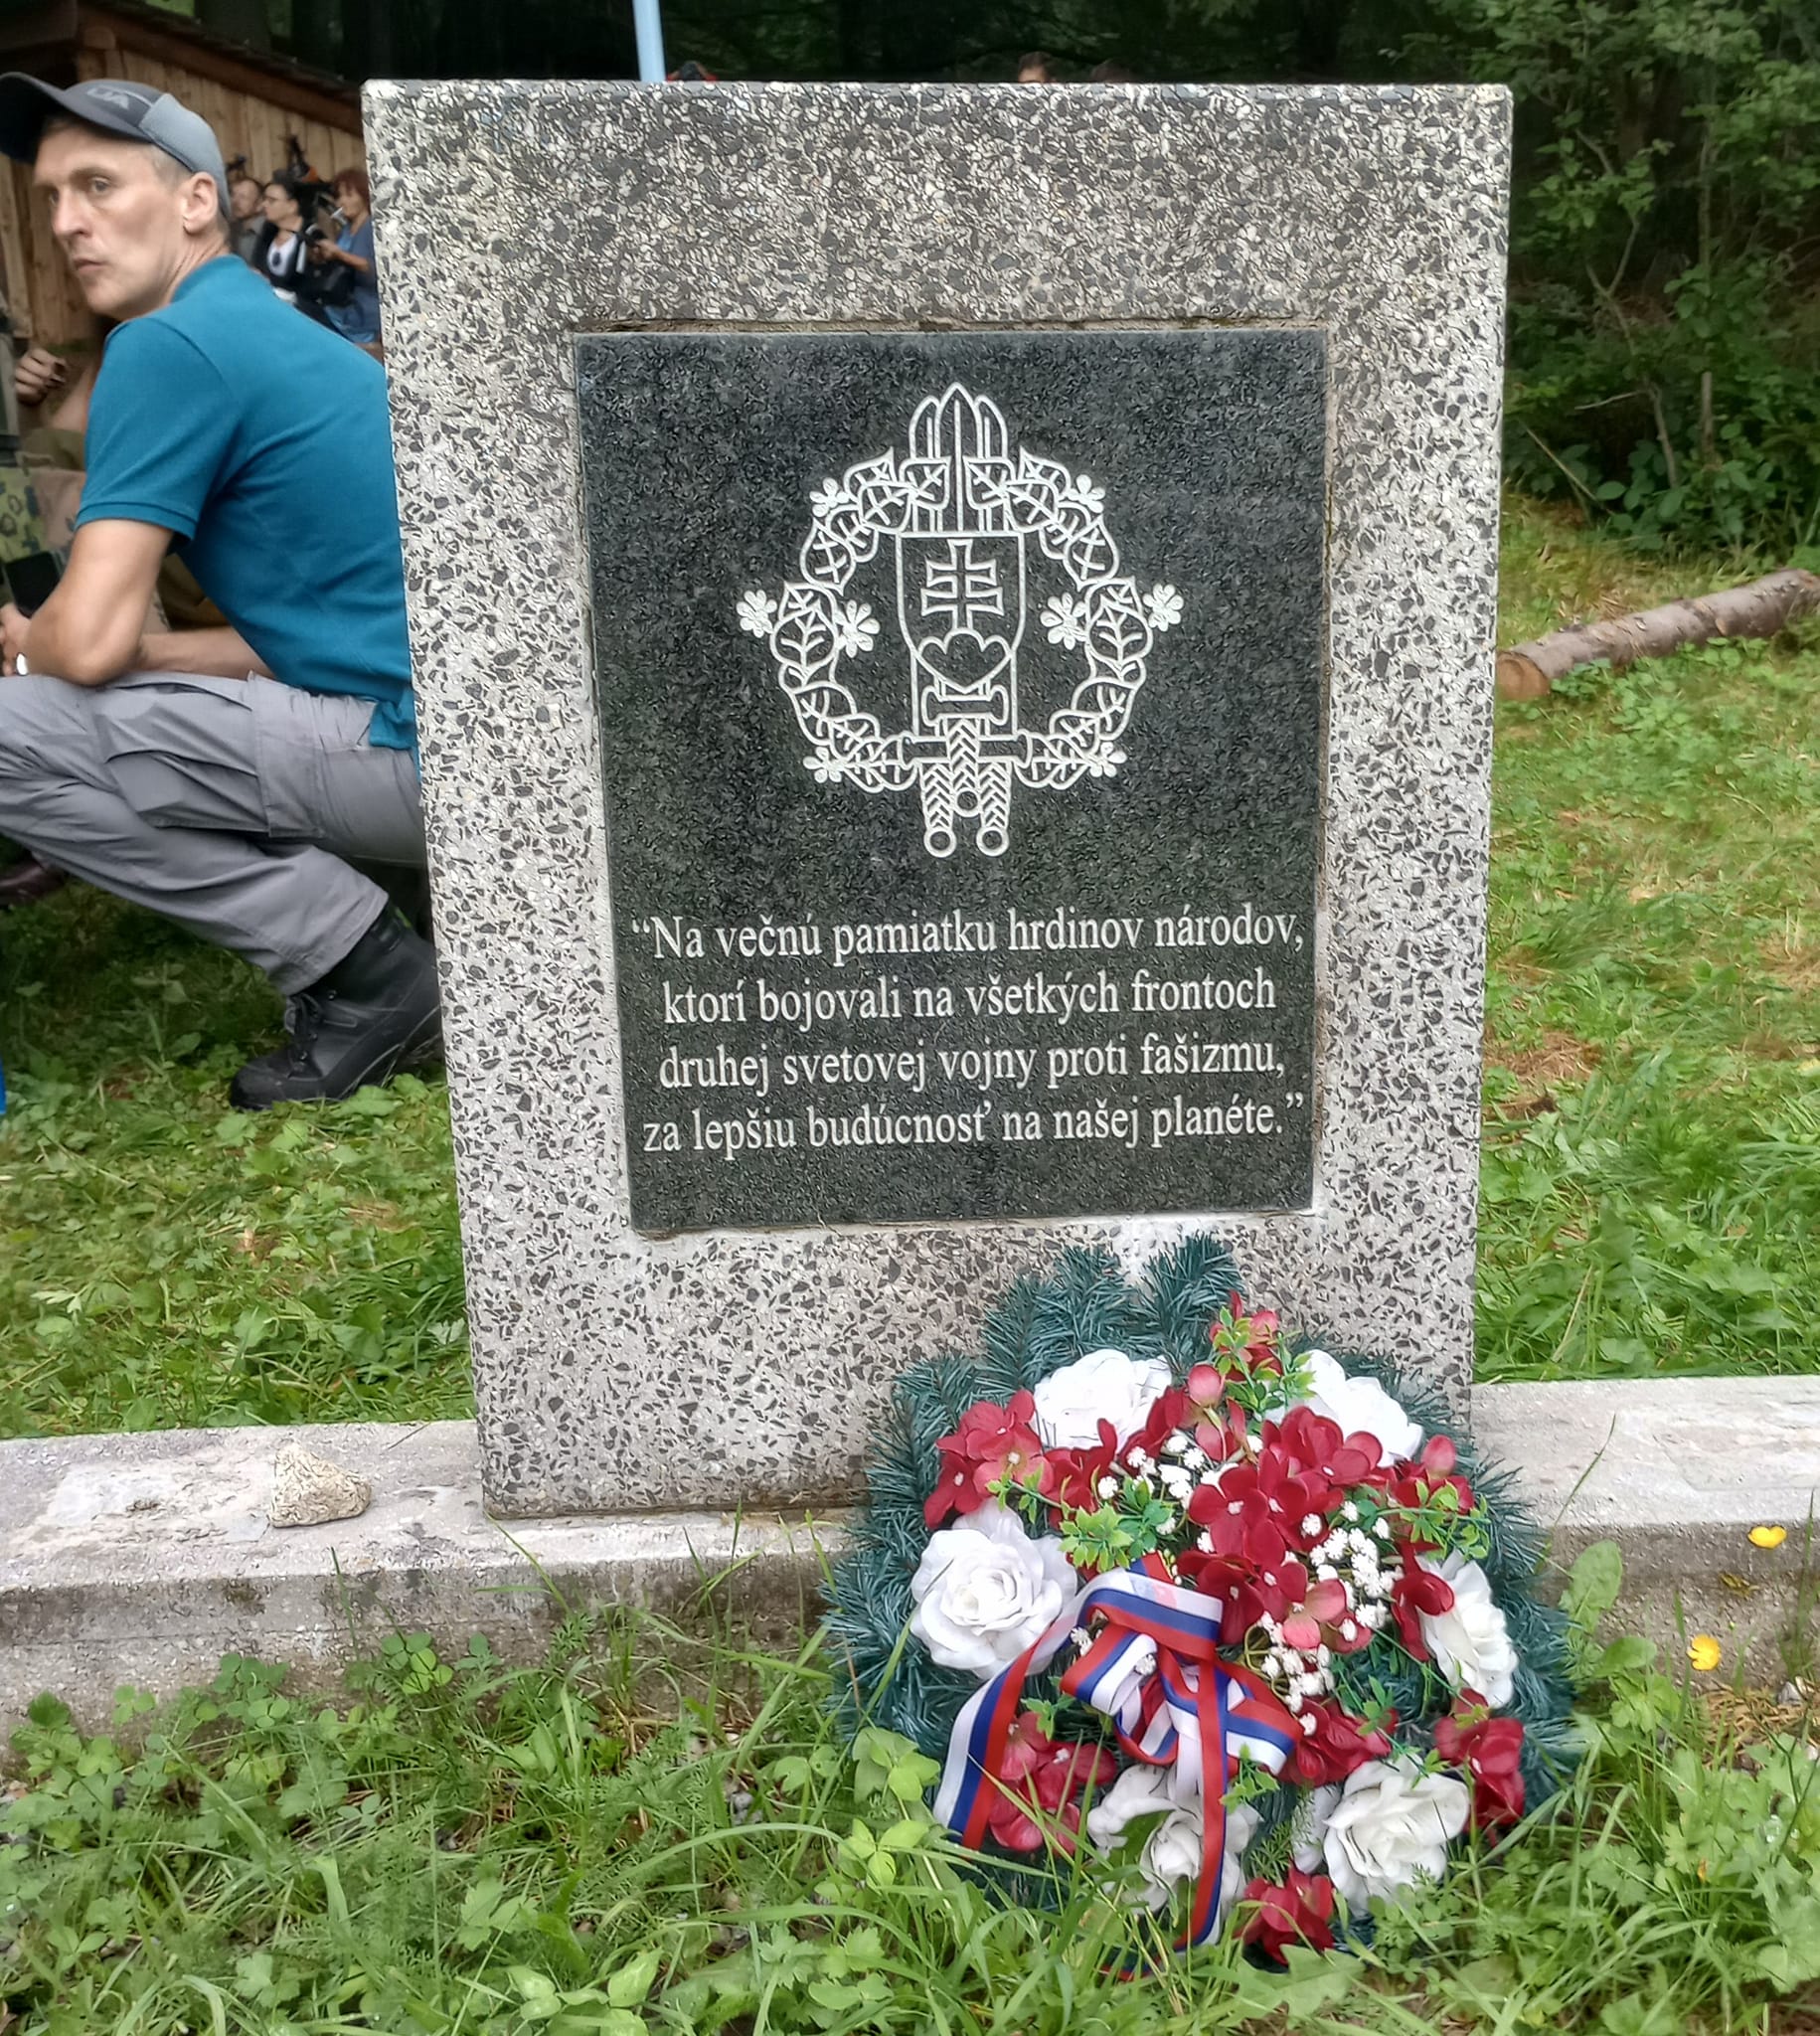 UA
“Na večnú pamiatku hrdinov národov,
ktorí bojovali na všetkých frontoch
druhej svetovej vojny proti fašizmu,
za lepšiu budúcnosť na našej planéte.”